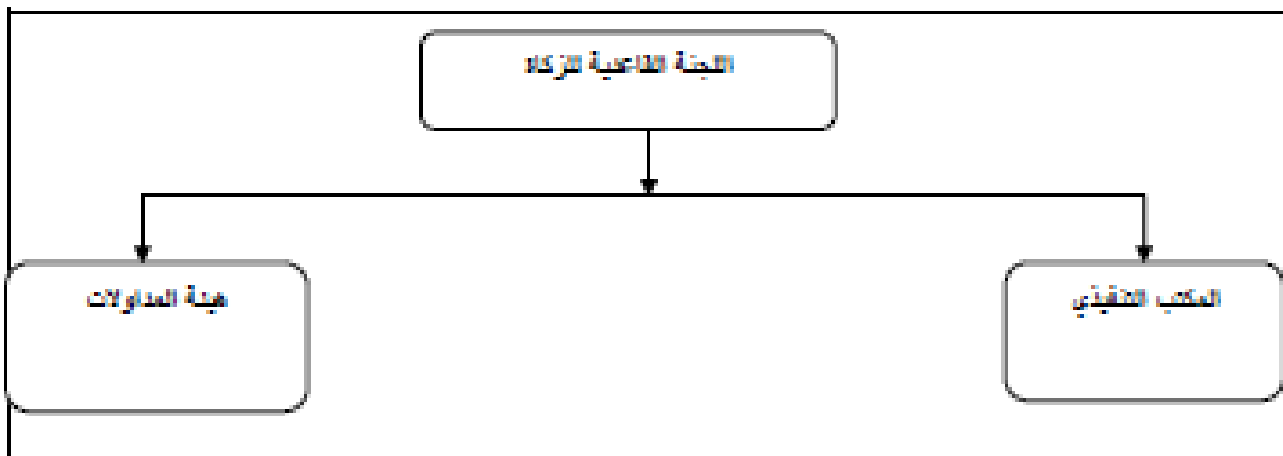 اللجنة القاعدية للزكاة
المكتب التنفيذي
هيئة المداولات